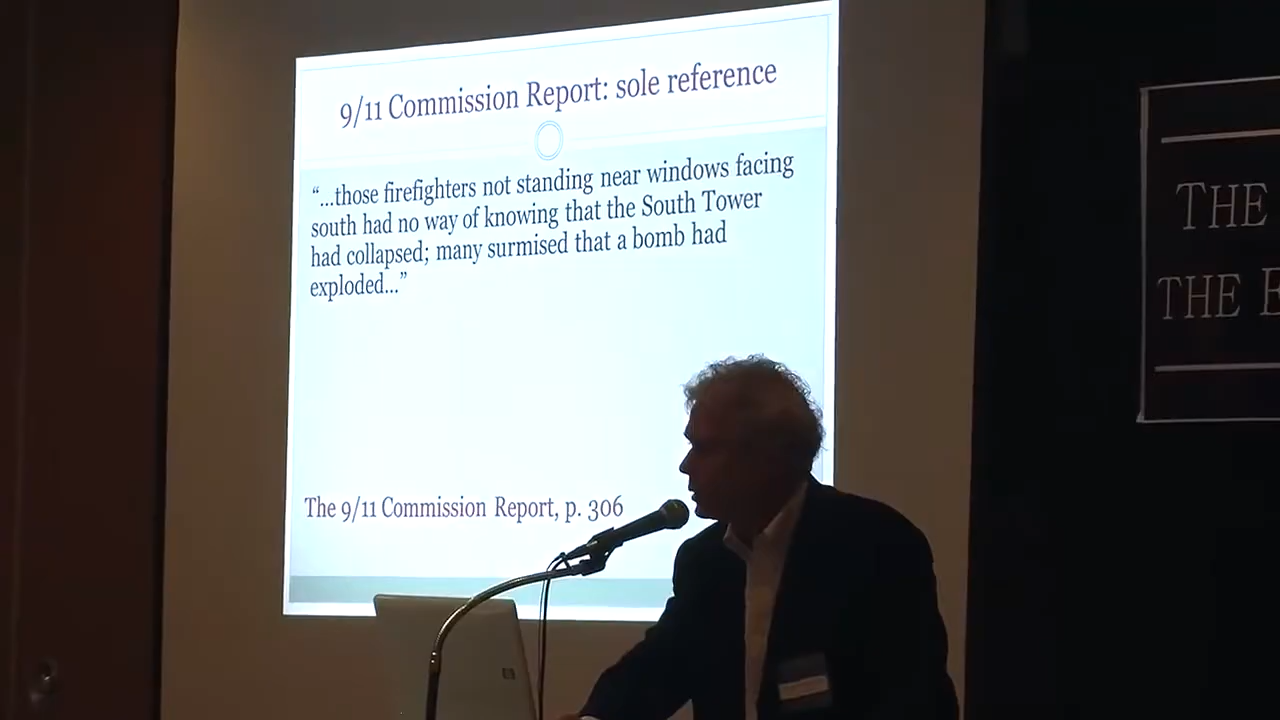 9/11 Commission Report: sole reference
“...those firefighters not standing near windows facing
south had no way of knowing that the South Tower
had collapsed; many surmised that a bomb had
exploded...”
The 9/11 Commission Report, p. 306
THE
THE
hp